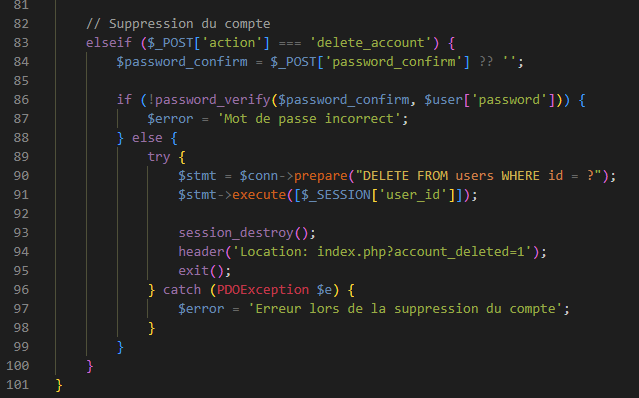 81
82 // Suppression du compte
83 elseif ($_POST['action'] === 'delete_account') {
84 $password_confirm = $_POST['password_confirm'] ?? '';
85
86 if (!password_verify($password_confirm, $user['password'])) {
87 $error = 'Mot de passe incorrect';
88 } else {
89 try {
90 $stmt = $conn->prepare("DELETE FROM users WHERE id = ?");
91 $stmt->execute([$_SESSION['user_id']]);
92
93 session_destroy();
94 header('Location: index.php?account_deleted=1');
95 exit();
96 } catch (PDOException $e) {
97 $error = 'Erreur lors de la suppression du compte';
98 }
99 }
100 }
101 }